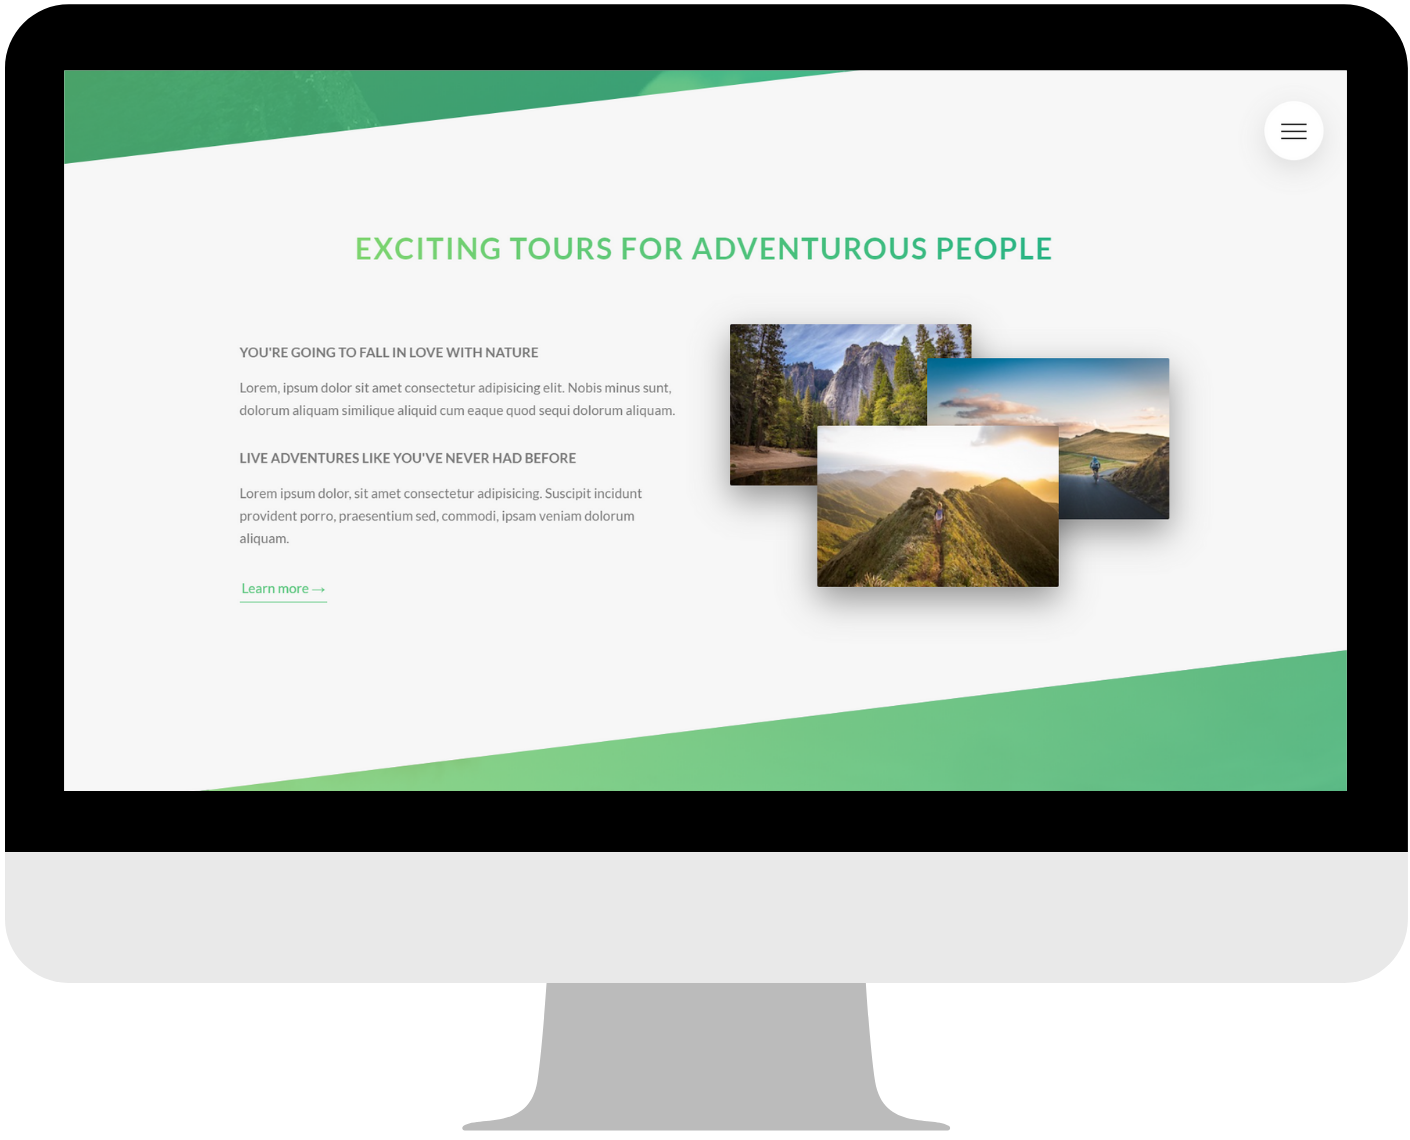 EXCITING TOURS FOR ADVENTUROUS PEOPLE
YOU'RE GOING TO FALL IN LOVE WITH NATURE
Lorem, ipsum dolor sit amet consectetur adipisicing elit. Nobis minus sunt,
dolorum aliquam similique aliquid cum eaque quod sequi dolorum aliquam.
LIVE ADVENTURES LIKE YOU'VE NEVER HAD BEFORE
Lorem ipsum dolor, sit amet consectetur adipisicing. Suscipit incidunt
provident porro, praesentium sed, commodi, ipsam veniam dolorum
aliquam.
Learn more →